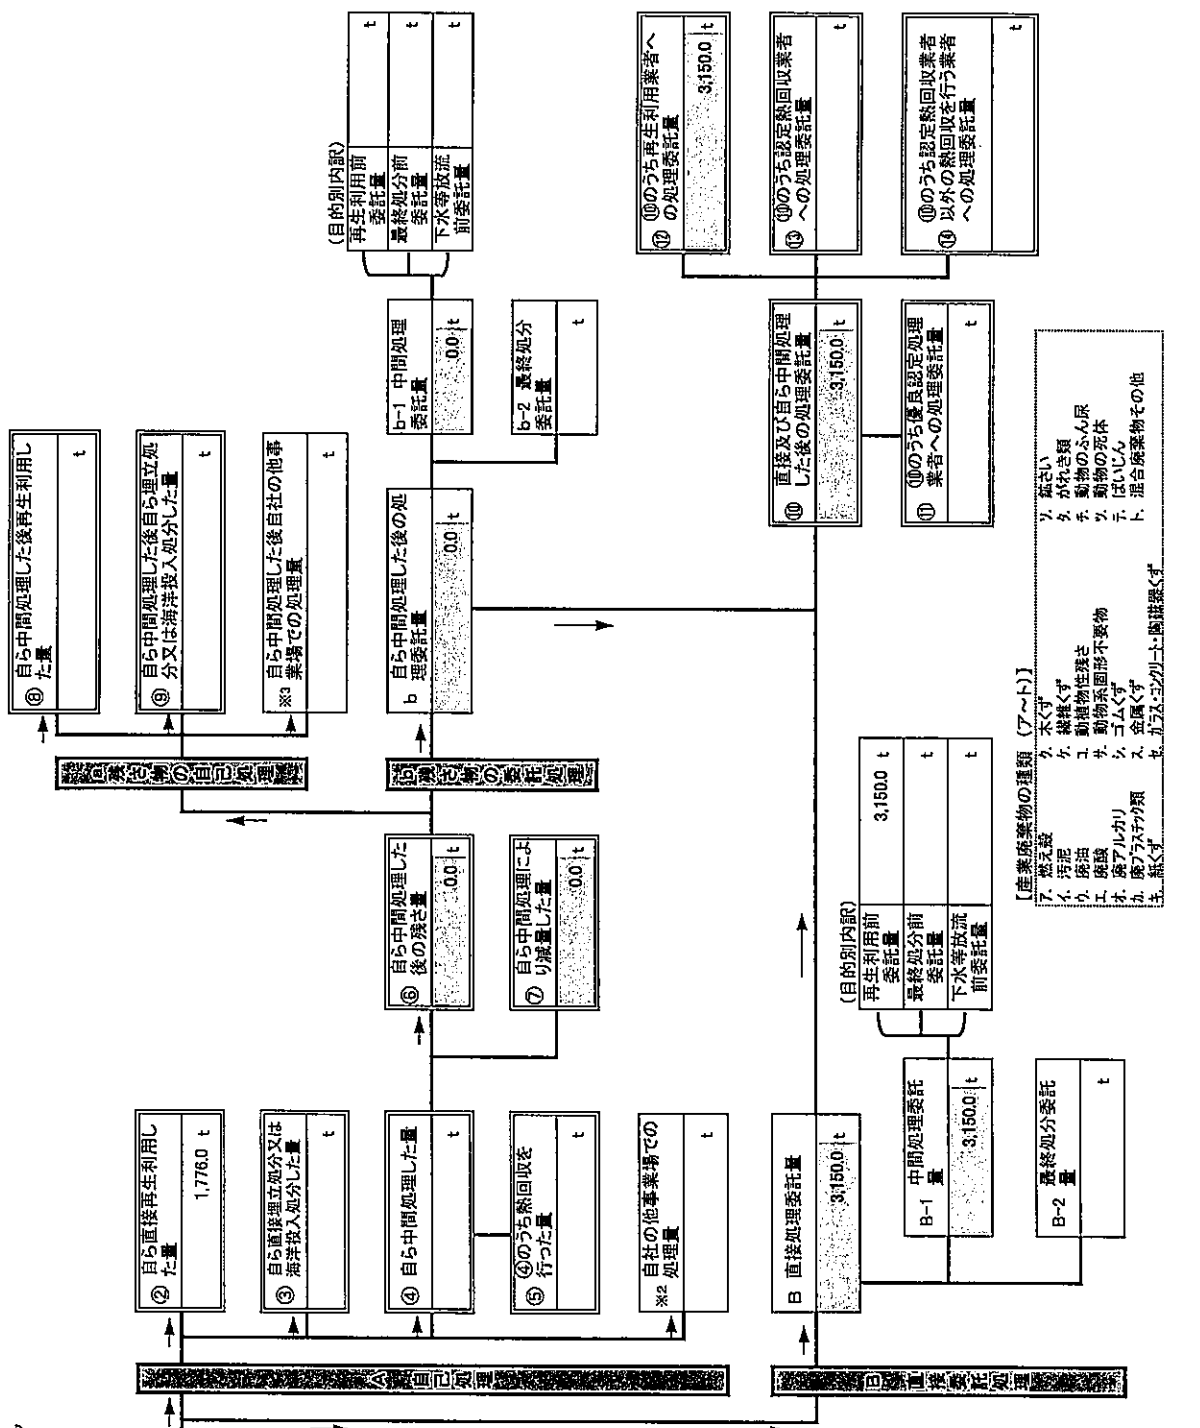 A 自己処理
② 自ら直接再生利用し
た量
1,776.0 t
③ 自ら直接埋立処分又は
海洋投入処分した量
t
④ 自ら中間処理した量
t
⑤ ④のうち熱回収を
行った量
t
※2 自社の他事業場での
処理量
t
⑥ 自ら中間処理した
後の残さ量
0.0 t
⑦ 自ら中間処理によ
り減量した量
0.0 t
a 残さ物の自己処理
⑧ 自ら中間処理した後再生利用し
た量
t
⑨ 自ら中間処理した後自ら埋立処
分又は海洋投入処分した量
t
※3 自ら中間処理した後自社の他事
業場での処理量
t
b 残さ物の委託処理
b 自ら中間処理した後の処
理委託量
0.0 t
b-1 中間処理
委託量
0.0 t
b-2 最終処分
委託量
t
(目的別内訳)
再生利用前
委託量 t
最終処分前
委託量 t
下水等放流
前委託量 t
B 直接委託処理
B 直接処理委託量
3,150.0 t
B-1 中間処理委託
量
3,150.0 t
B-2 最終処分委託
量
t
(目的別内訳)
再生利用前
委託量 3,150.0 t
最終処分前
委託量 t
下水等放流
前委託量 t
⑩ 直接及び自ら中間処理
した後の処理委託量
3,150.0 t
⑪ ⑩のうち優良認定処理
業者への処理委託量
t
⑫ ⑩のうち再生利用業者へ
の処理委託量
3,150.0 t
⑬ ⑩のうち認定熱回収業者
への処理委託量
t
⑭ ⑩のうち認定熱回収業者
以外の熱回収を行う業者
への処理委託量
t
【産業廃棄物の種類 (ア~ト)】
ア. 燃え殻
イ. 汚泥
ウ. 廃油
エ. 廃酸
オ. 廃アルカリ
カ. 廃プラスチック類
キ. 紙くず
ク. 木くず
ケ. 繊維くず
コ. 動植物性残さ
サ. 動物系固形不要物
シ. ゴムくず
ス. 金属くず
セ. ガラス・コンクリート・陶磁器くず
ソ. 鉱さい
タ. がれき類
チ. 動物のふん尿
ツ. 動物の死体
テ. ばいじん
ト. 混合廃棄物その他